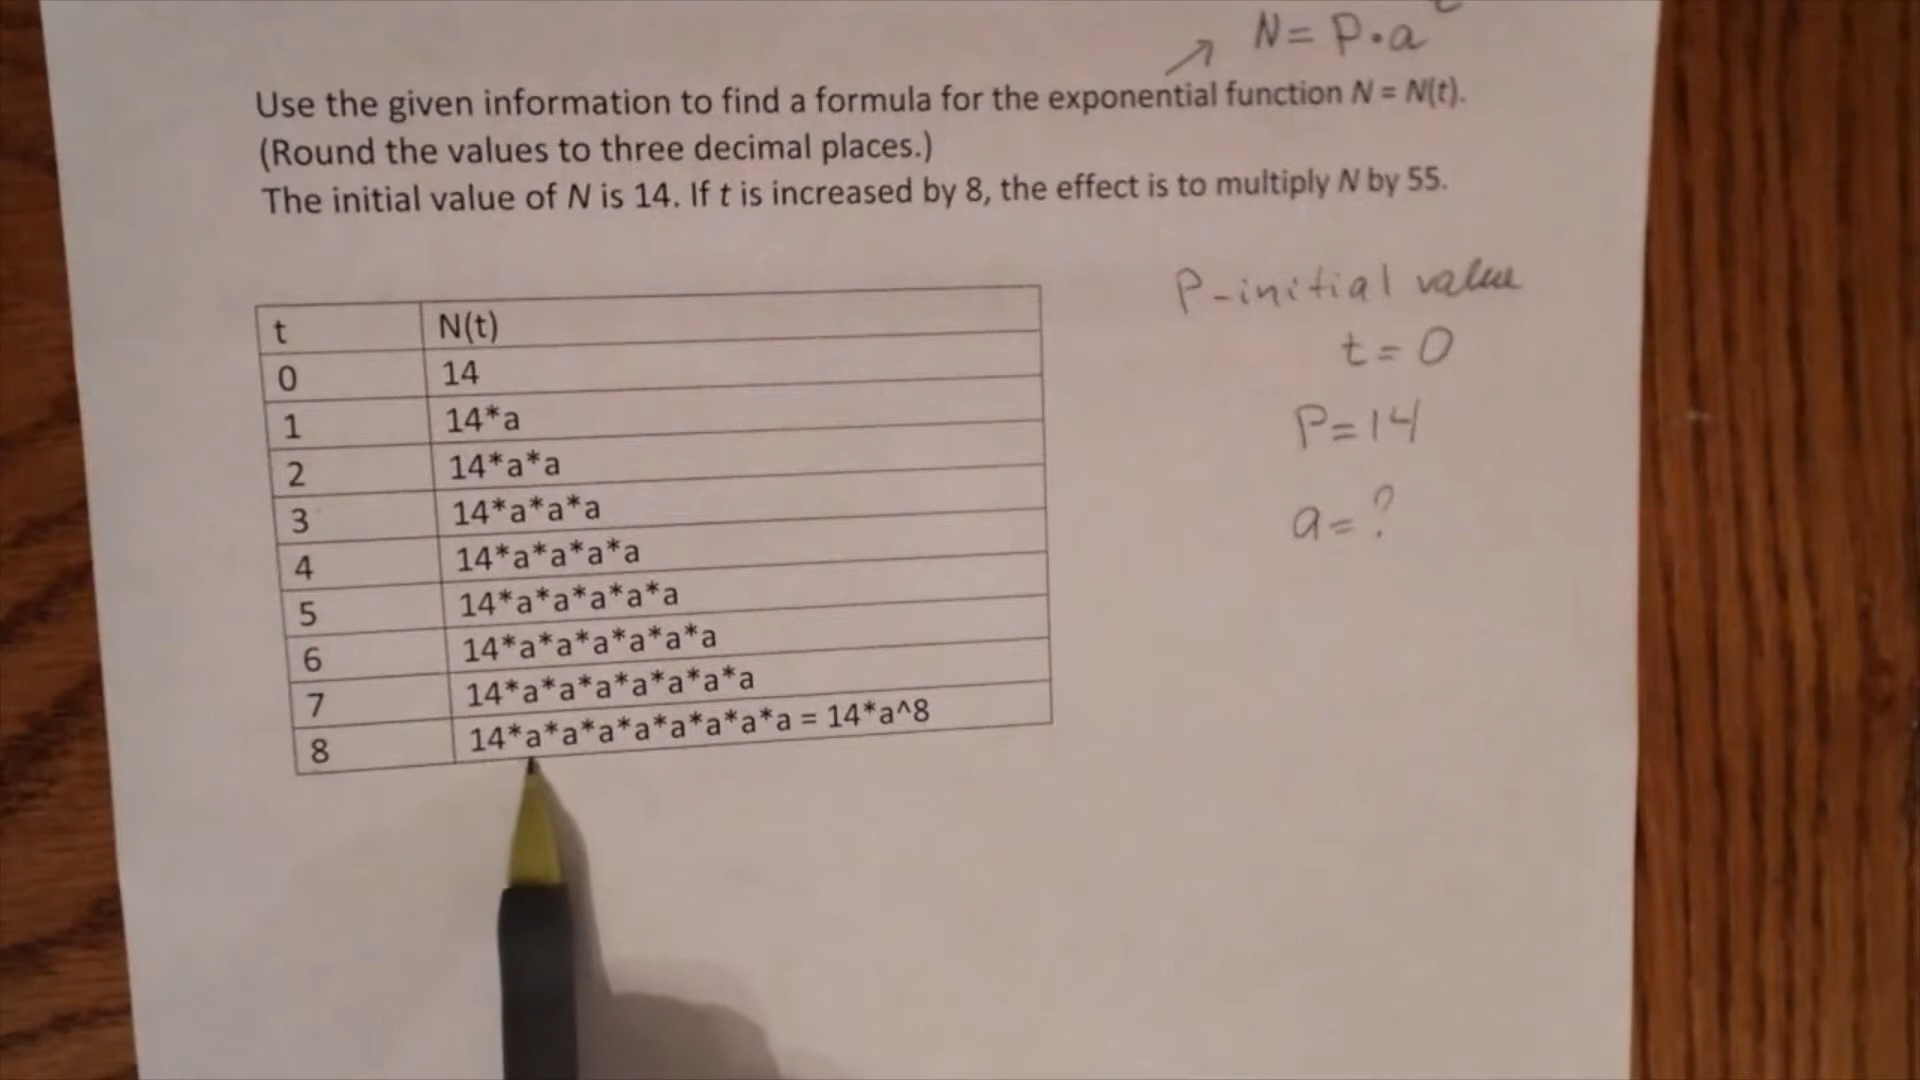 N = P·a
Use the given information to find a formula for the exponential function N = N(t).
(Round the values to three decimal places.)
The initial value of N is 14. If t is increased by 8, the effect is to multiply N by 55.
P-initial value
t = 0
P = 14
a = ?
t N(t)
0 14
1 14*a
2 14*a*a
3 14*a*a*a
4 14*a*a*a*a
5 14*a*a*a*a*a
6 14*a*a*a*a*a*a
7 14*a*a*a*a*a*a*a
8 14*a*a*a*a*a*a*a*a = 14*a^8